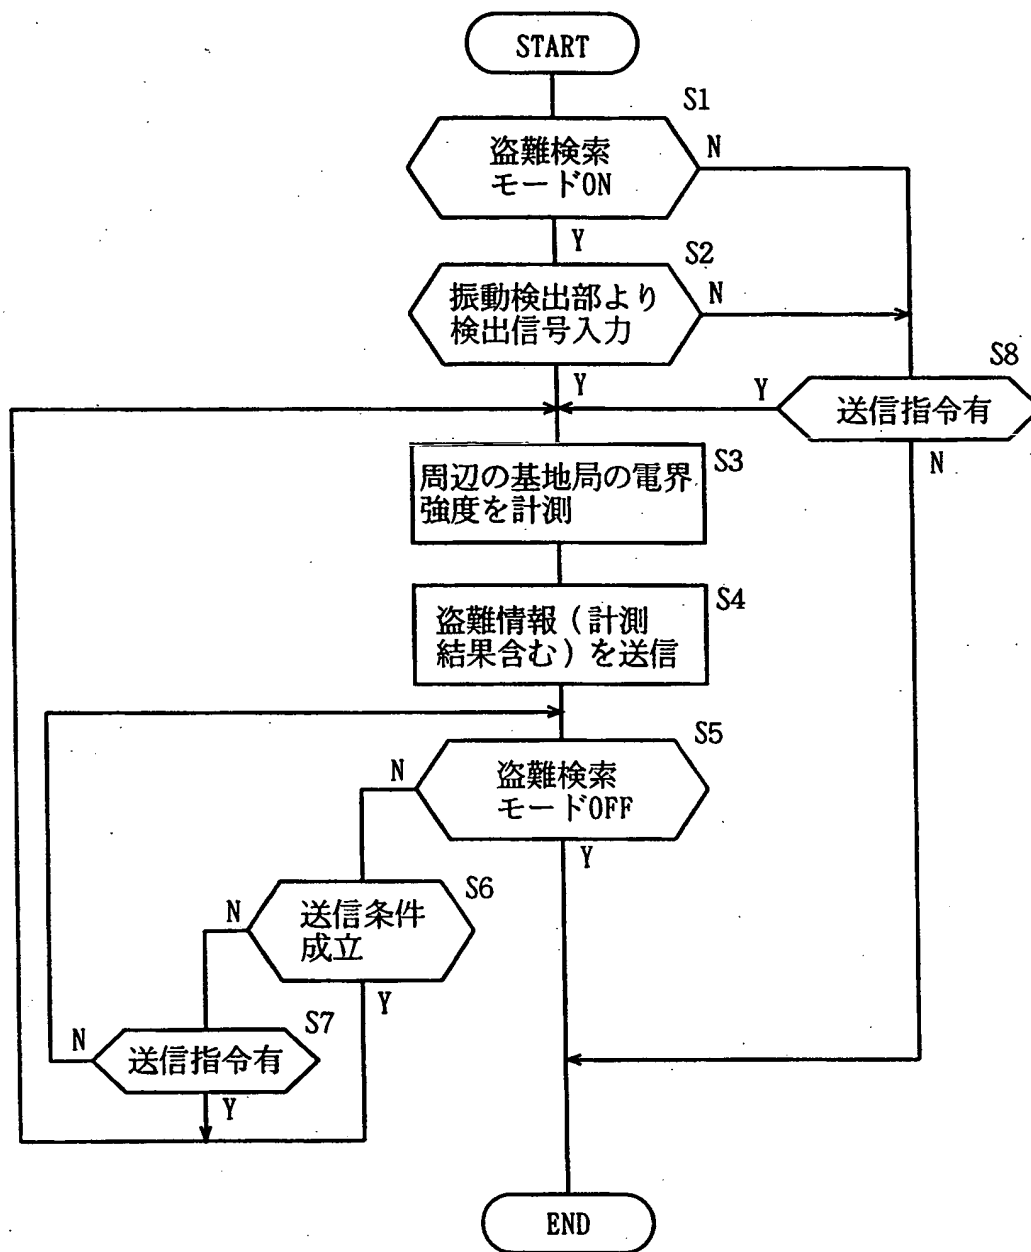 START
S1
盗難検索
モードON
N
Y
S2
振動検出部より
検出信号入力
N
Y
S8
送信指令有
Y
N
S3
周辺の基地局の電界
強度を計測
S4
盗難情報(計測
結果含む)を送信
S5
盗難検索
モードOFF
N
Y
S6
送信条件
成立
N
Y
S7
送信指令有
N
Y
END